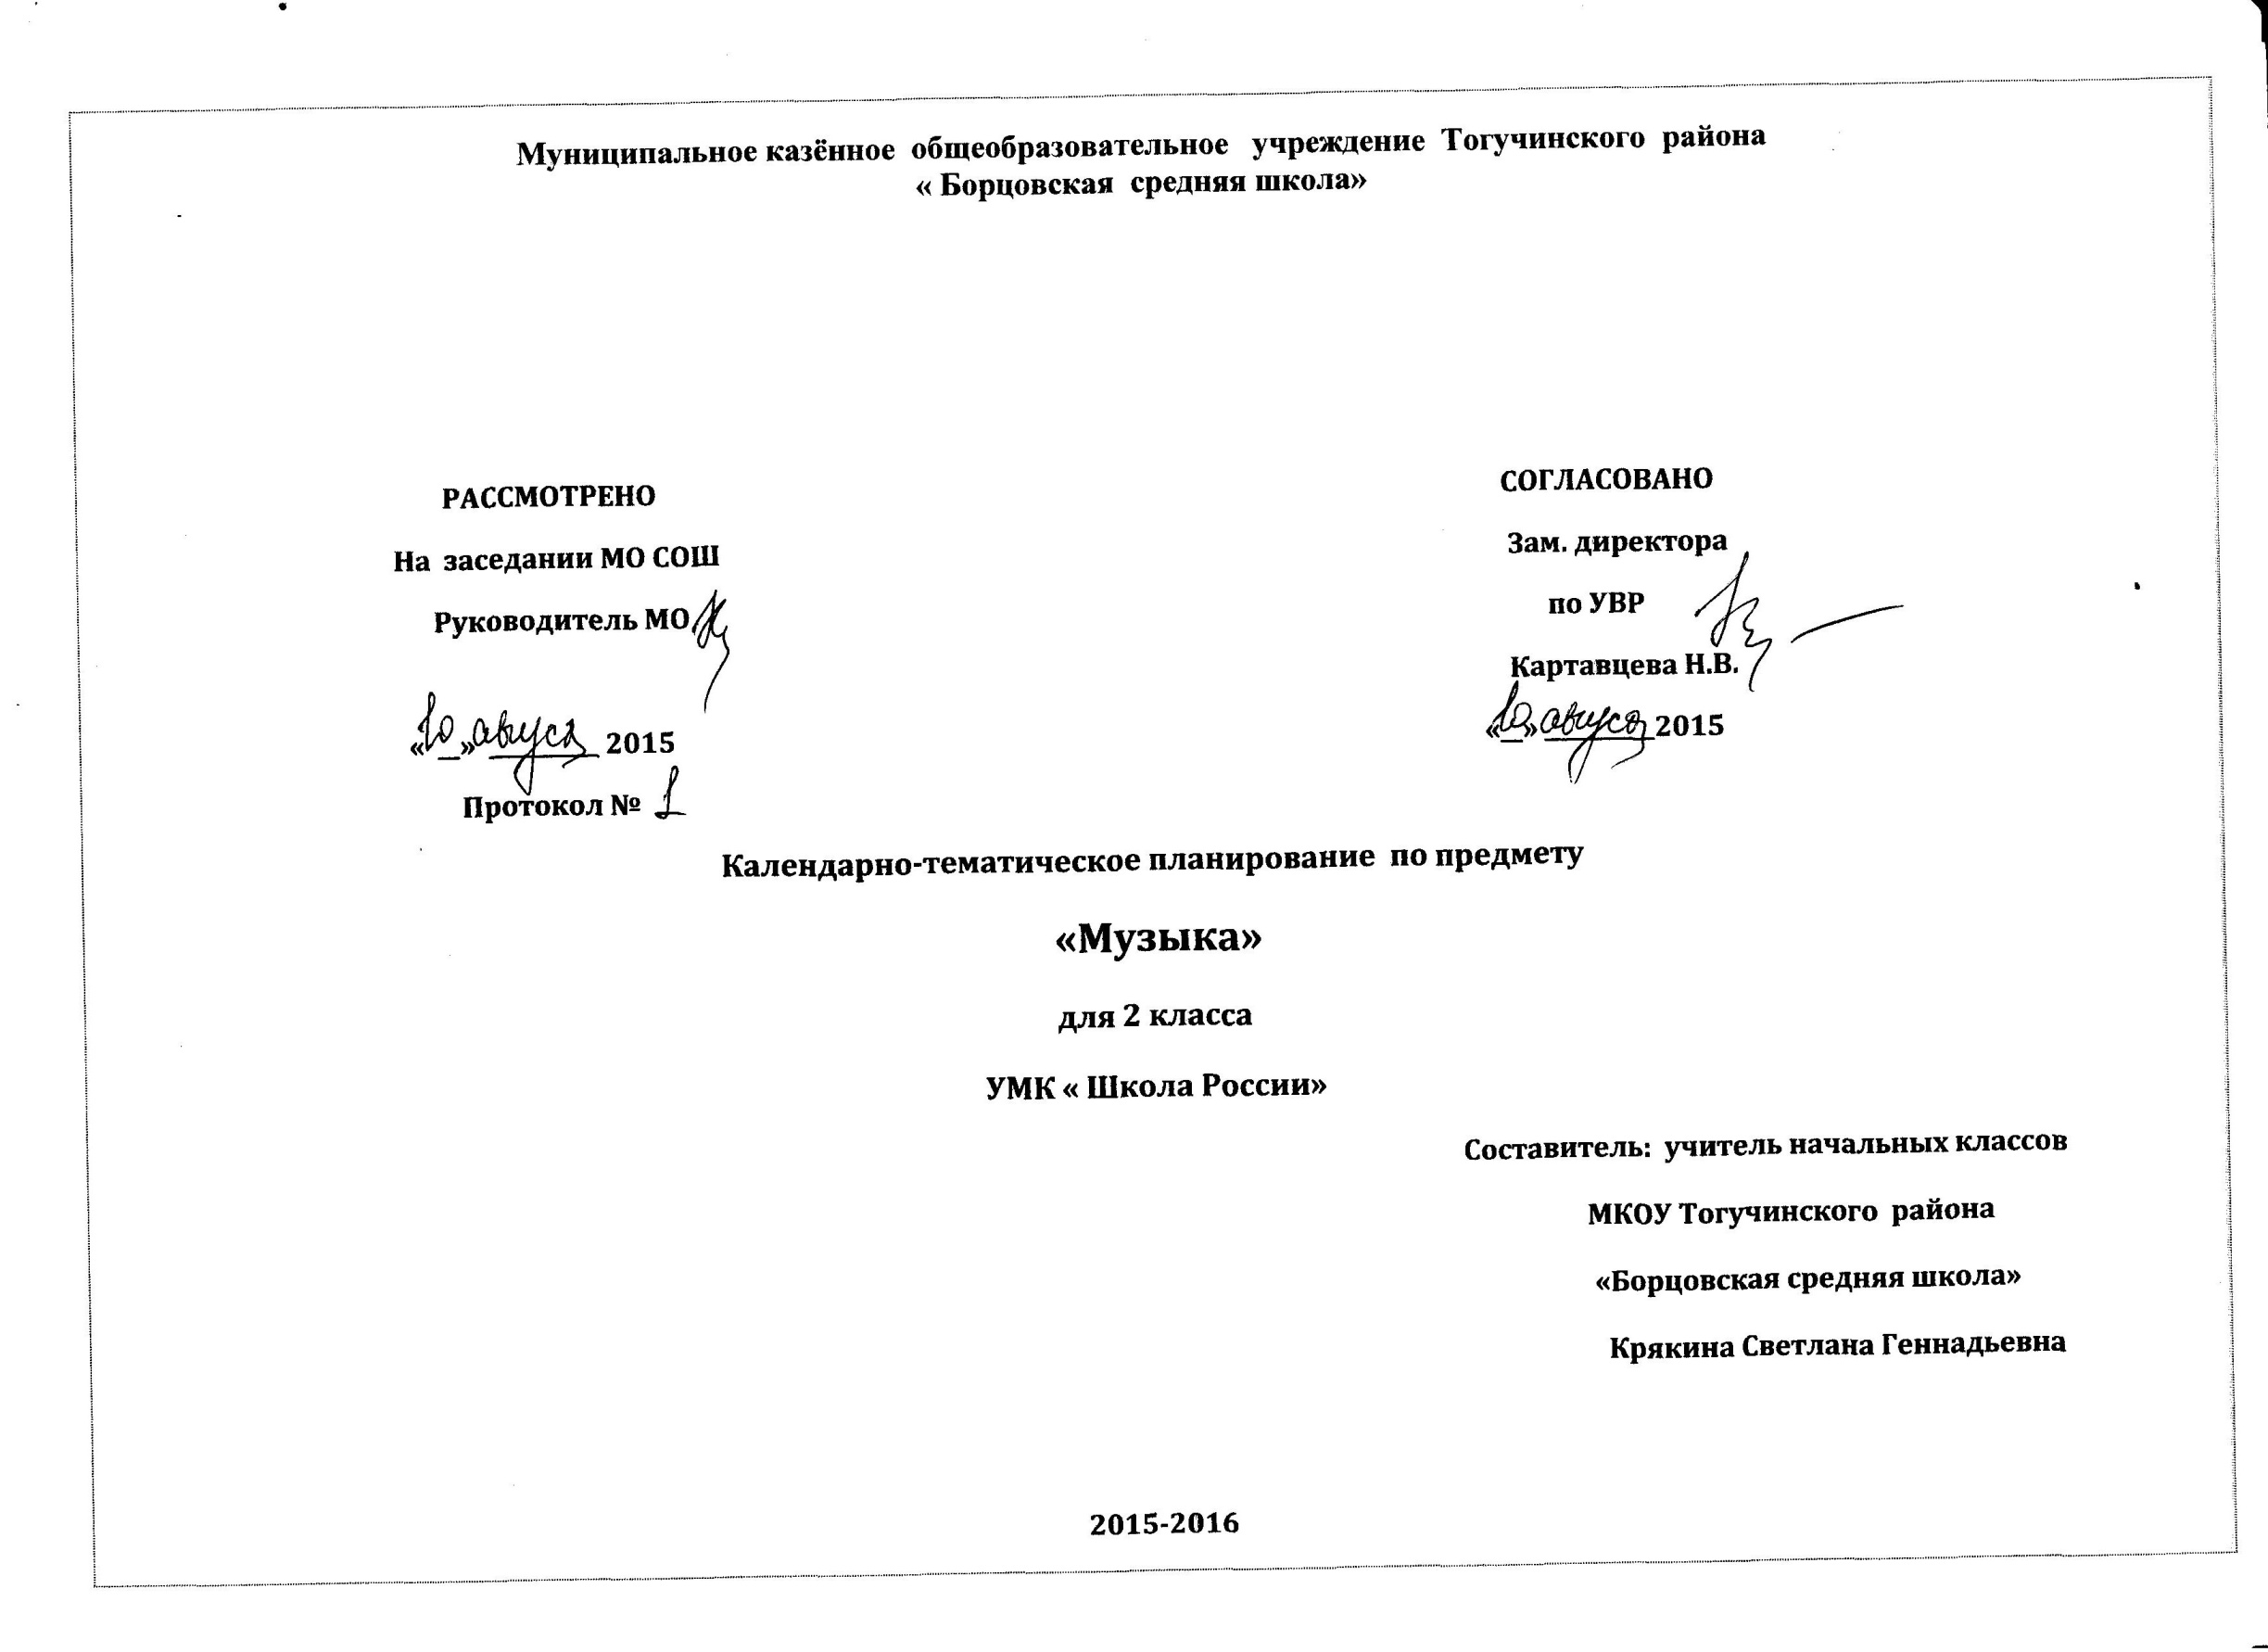 Муниципальное казённое общеобразовательное учреждение Тогучинского района
« Борцовская средняя школа»
РАССМОТРЕНО
На заседании МО СОШ
Руководитель МО
«» августа 2015
Протокол № 1
СОГЛАСОВАНО
Зам. директора
по УВР
Картавцева Н.В.
«» августа 2015
Календарно-тематическое планирование по предмету
«Музыка»
для 2 класса
УМК « Школа России»
Составитель: учитель начальных классов
МКОУ Тогучинского района
«Борцовская средняя школа»
Крякина Светлана Геннадьевна
2015-2016